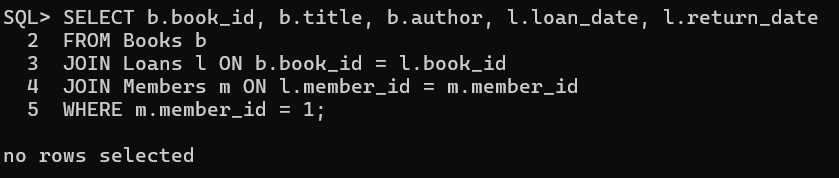 SQL> SELECT b.book_id, b.title, b.author, l.loan_date, l.return_date
  2  FROM Books b
  3  JOIN Loans l ON b.book_id = l.book_id
  4  JOIN Members m ON l.member_id = m.member_id
  5  WHERE m.member_id = 1;

no rows selected